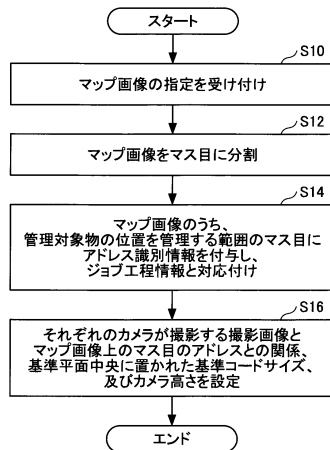 スタート
S10
マップ画像の指定を受け付け
S12
マップ画像をマス目に分割
S14
マップ画像のうち、
管理対象物の位置を管理する範囲のマス目に
アドレス識別情報を付与し、
ジョブ工程情報と対応付け
S16
それぞれのカメラが撮影する撮影画像と
マップ画像上のマス目のアドレスとの関係、
基準平面中央に置かれた基準コードサイズ、
及びカメラ高さを設定
エンド